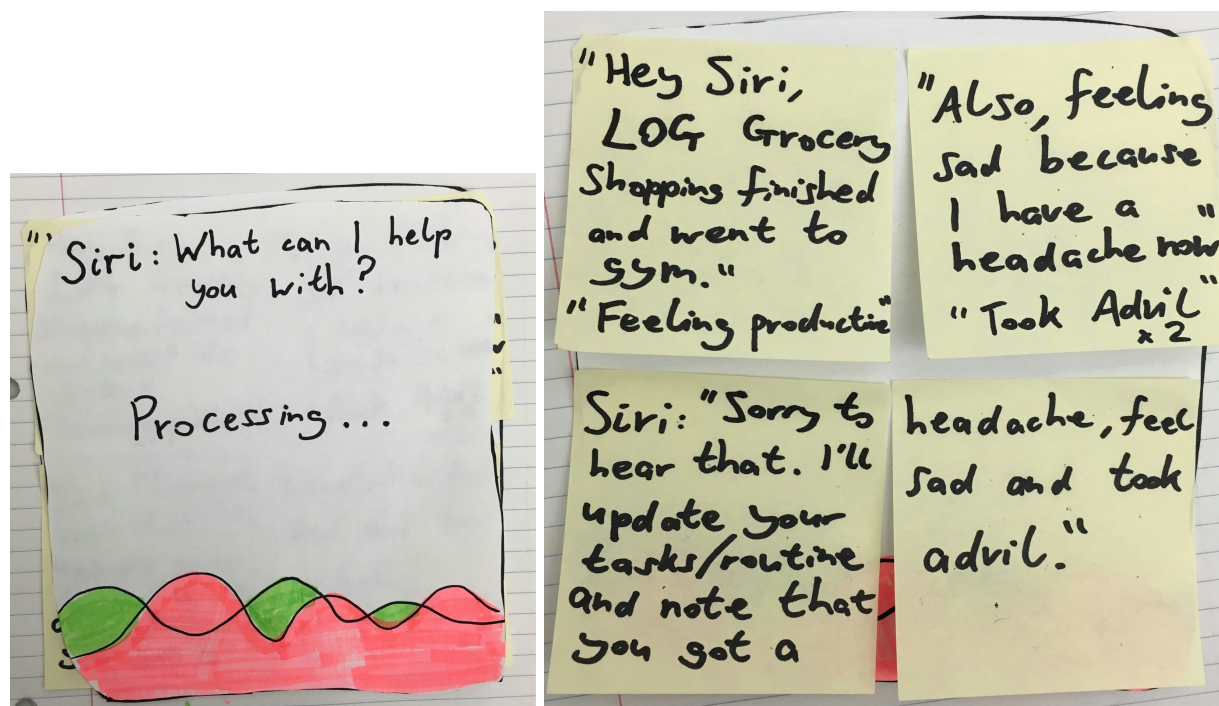 Siri: What can I help
you with?
Processing...
"Hey Siri,
LOG Grocery
Shopping finished
and went to
gym."
"Feeling productive"
"Also, feeling
sad because
I have a
headache now"
"Took Advil"
x 2
Siri: "Sorry to
hear that. I'll
update your
tasks/routine
and note that
you got a
headache, feel
sad and took
advil."